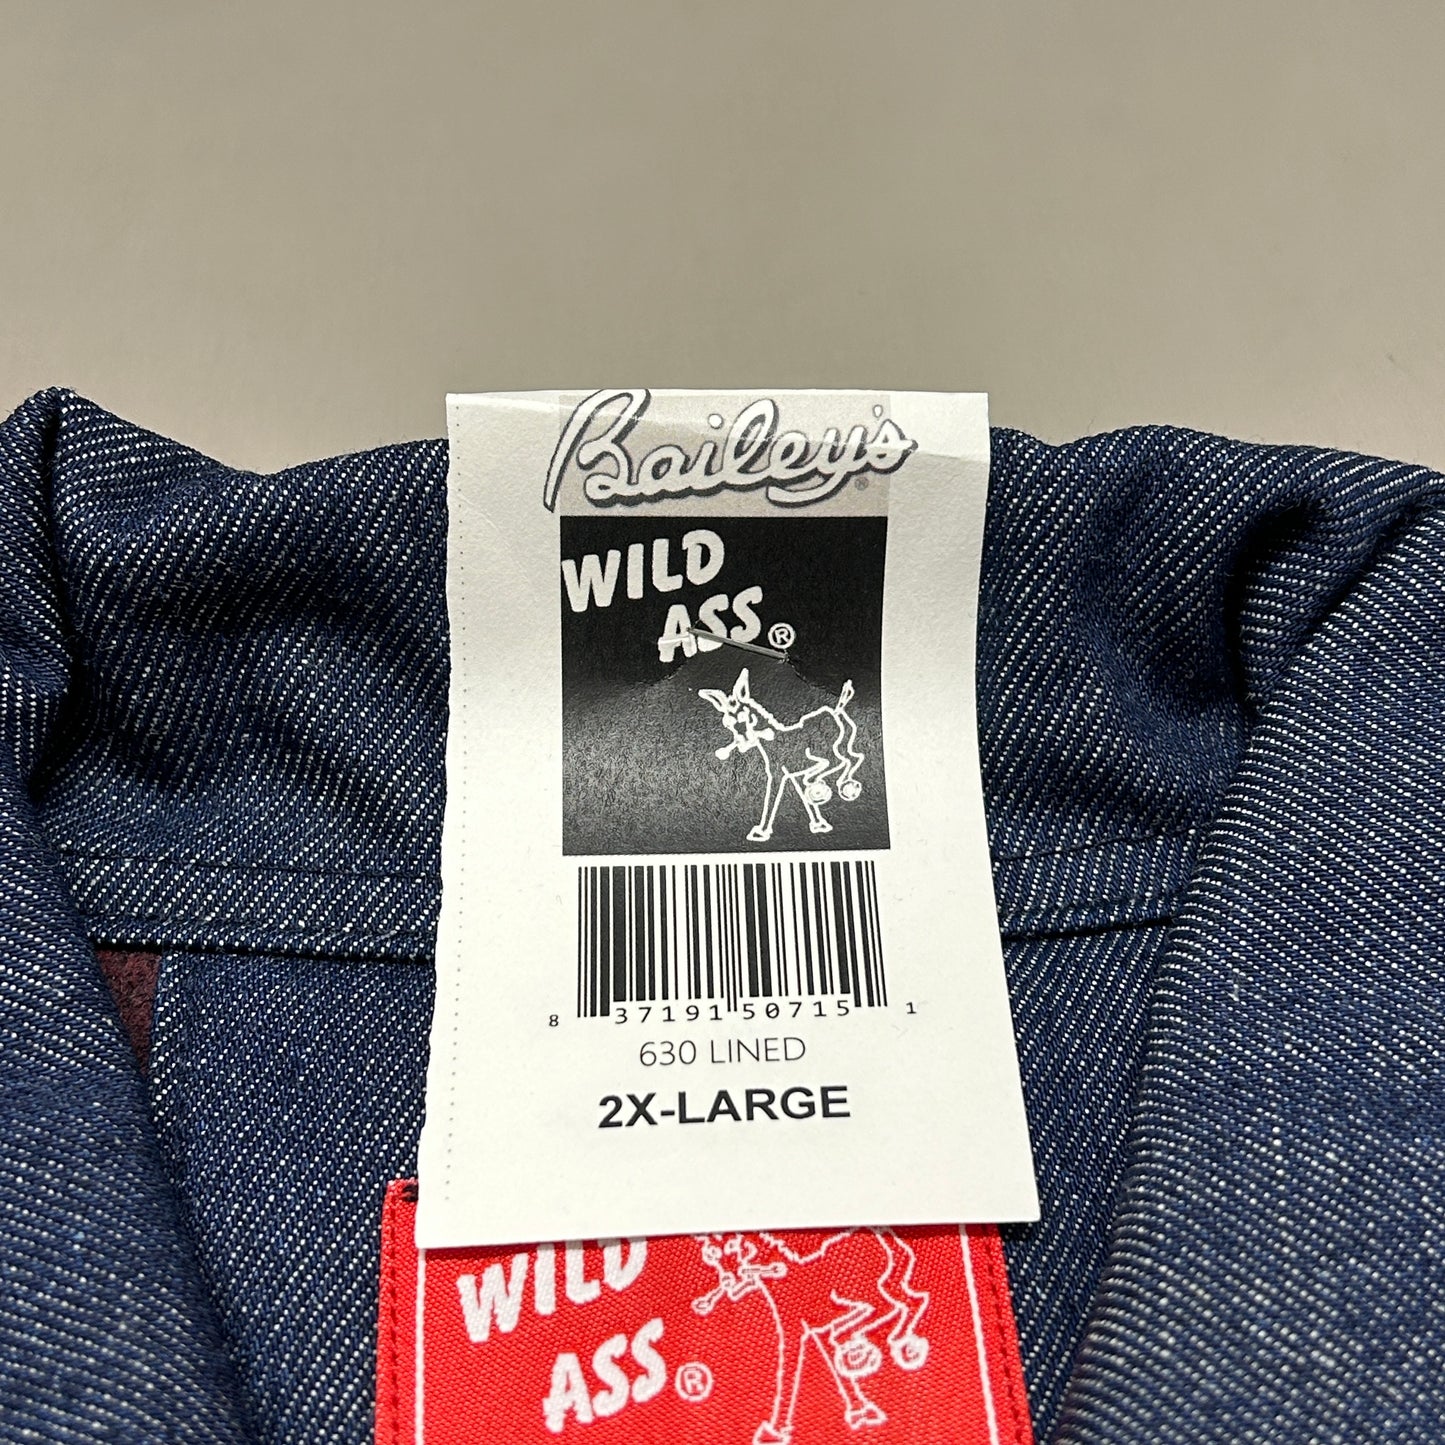 Bailey's®
WILD
ASS®
8 37191 50715 1
630 LINED
2X-LARGE
WILD
ASS®